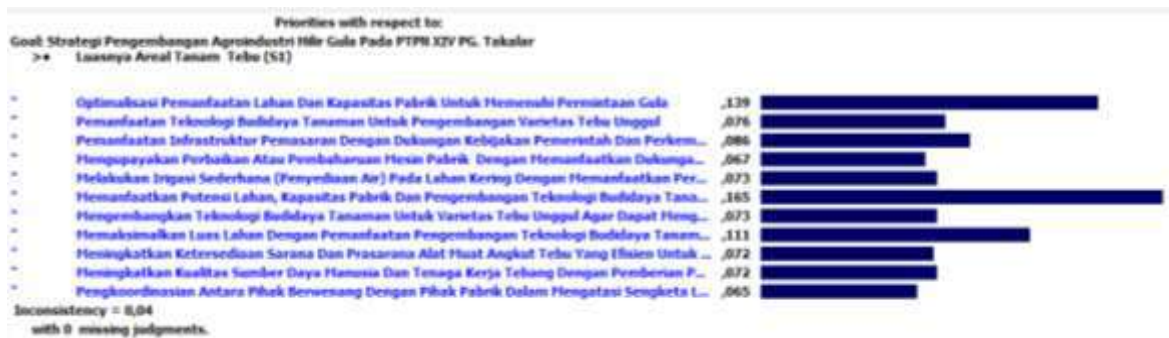 Priorities with respect to:
Goal: Strategi Pengembangan Agroindustri Hilir Gula Pada PTPN XIV PG. Takalar
>• Luasnya Areal Tanam Tebu (S1)
Optimalisasi Pemanfaatan Lahan Dan Kapasitas Pabrik Untuk Memenuhi Permintaan Gula ,139
Pemanfaatan Teknologi Budidaya Tanaman Untuk Pengembangan Varietas Tebu Unggul ,076
Pemanfaatan Infrastruktur Pemasaran Dengan Dukungan Kebijakan Pemerintah Dan Perkem... ,086
Mengupayakan Perbaikan Atau Pembaharuan Mesin Pabrik Dengan Memanfaatkan Dukunga... ,067
Melakukan Irigasi Sederhana (Penyediaan Air) Pada Lahan Kering Dengan Memanfaatkan Per... ,073
Memanfaatkan Potensi Lahan, Kapasitas Pabrik Dan Pengembangan Teknologi Budidaya Tana... ,165
Mengembangkan Teknologi Budidaya Tanaman Untuk Varietas Tebu Unggul Agar Dapat Meng... ,073
Memaksimalkan Luas Lahan Dengan Pemanfaatan Pengembangan Teknologi Budidaya Tanam... ,111
Meningkatkan Ketersediaan Sarana Dan Prasarana Alat Muat Angkut Tebu Yang Efisien Untuk ... ,072
Meningkatkan Kualitas Sumber Daya Manusia Dan Tenaga Kerja Tebang Dengan Pemberian P... ,072
Pengkoordinasian Antara Pihak Berwenang Dengan Pihak Pabrik Dalam Mengatasi Sengketa L... ,065
Inconsistency = 0,04
with 0 missing judgments.